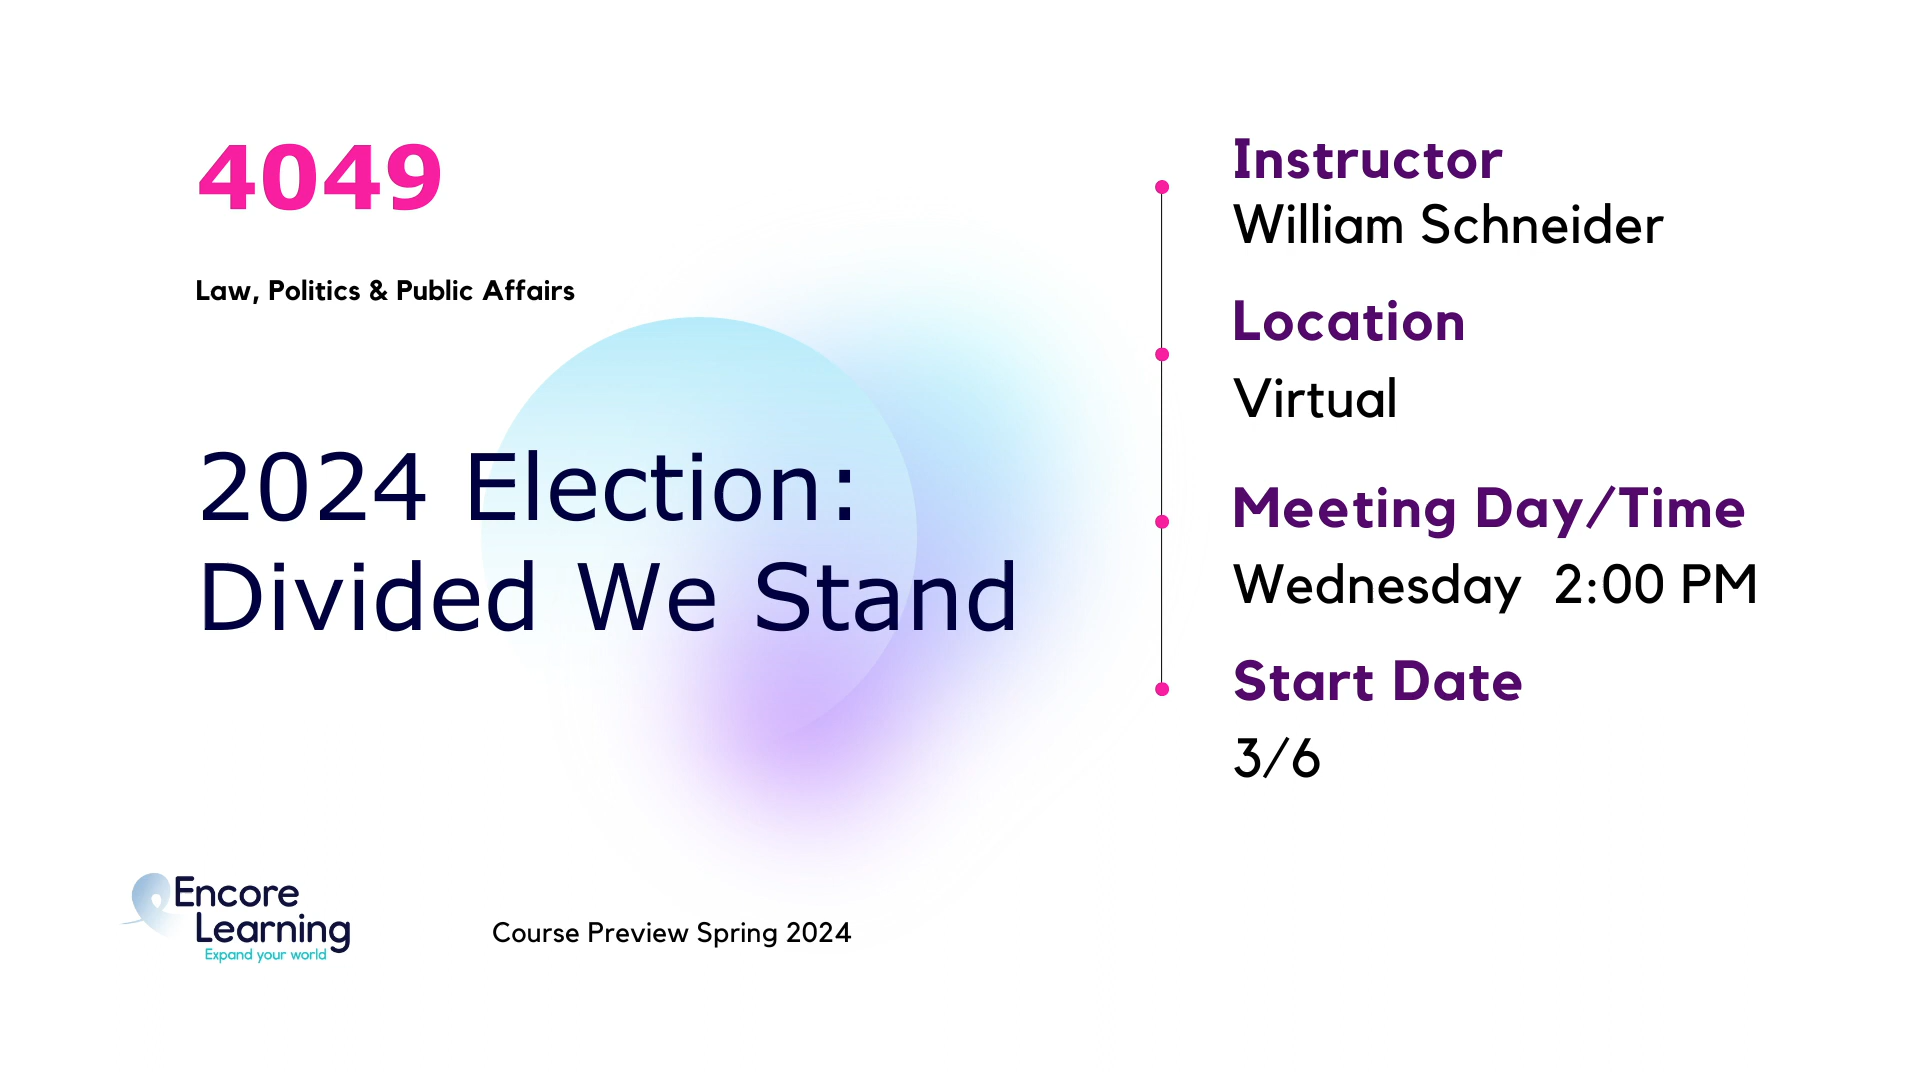 4049
Law, Politics & Public Affairs
2024 Election:
Divided We Stand
Instructor
William Schneider
Location
Virtual
Meeting Day/Time
Wednesday  2:00 PM
Start Date
3/6
Encore
Learning
Expand your world
Course Preview Spring 2024